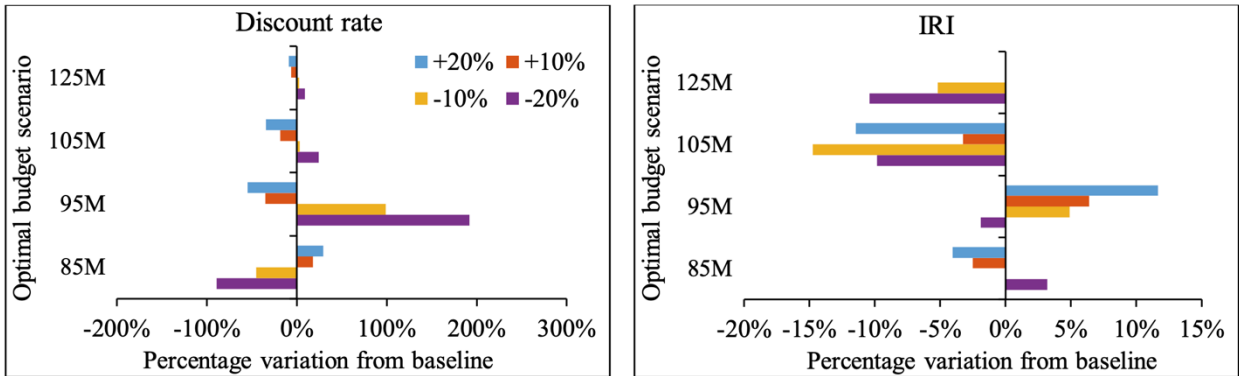 Discount rate
Optimal budget scenario
+20% +10%
-10% -20%
125M
105M
95M
85M
-200% -100% 0% 100% 200% 300%
Percentage variation from baseline
IRI
Optimal budget scenario
125M
105M
95M
85M
-20% -15% -10% -5% 0% 5% 10% 15%
Percentage variation from baseline